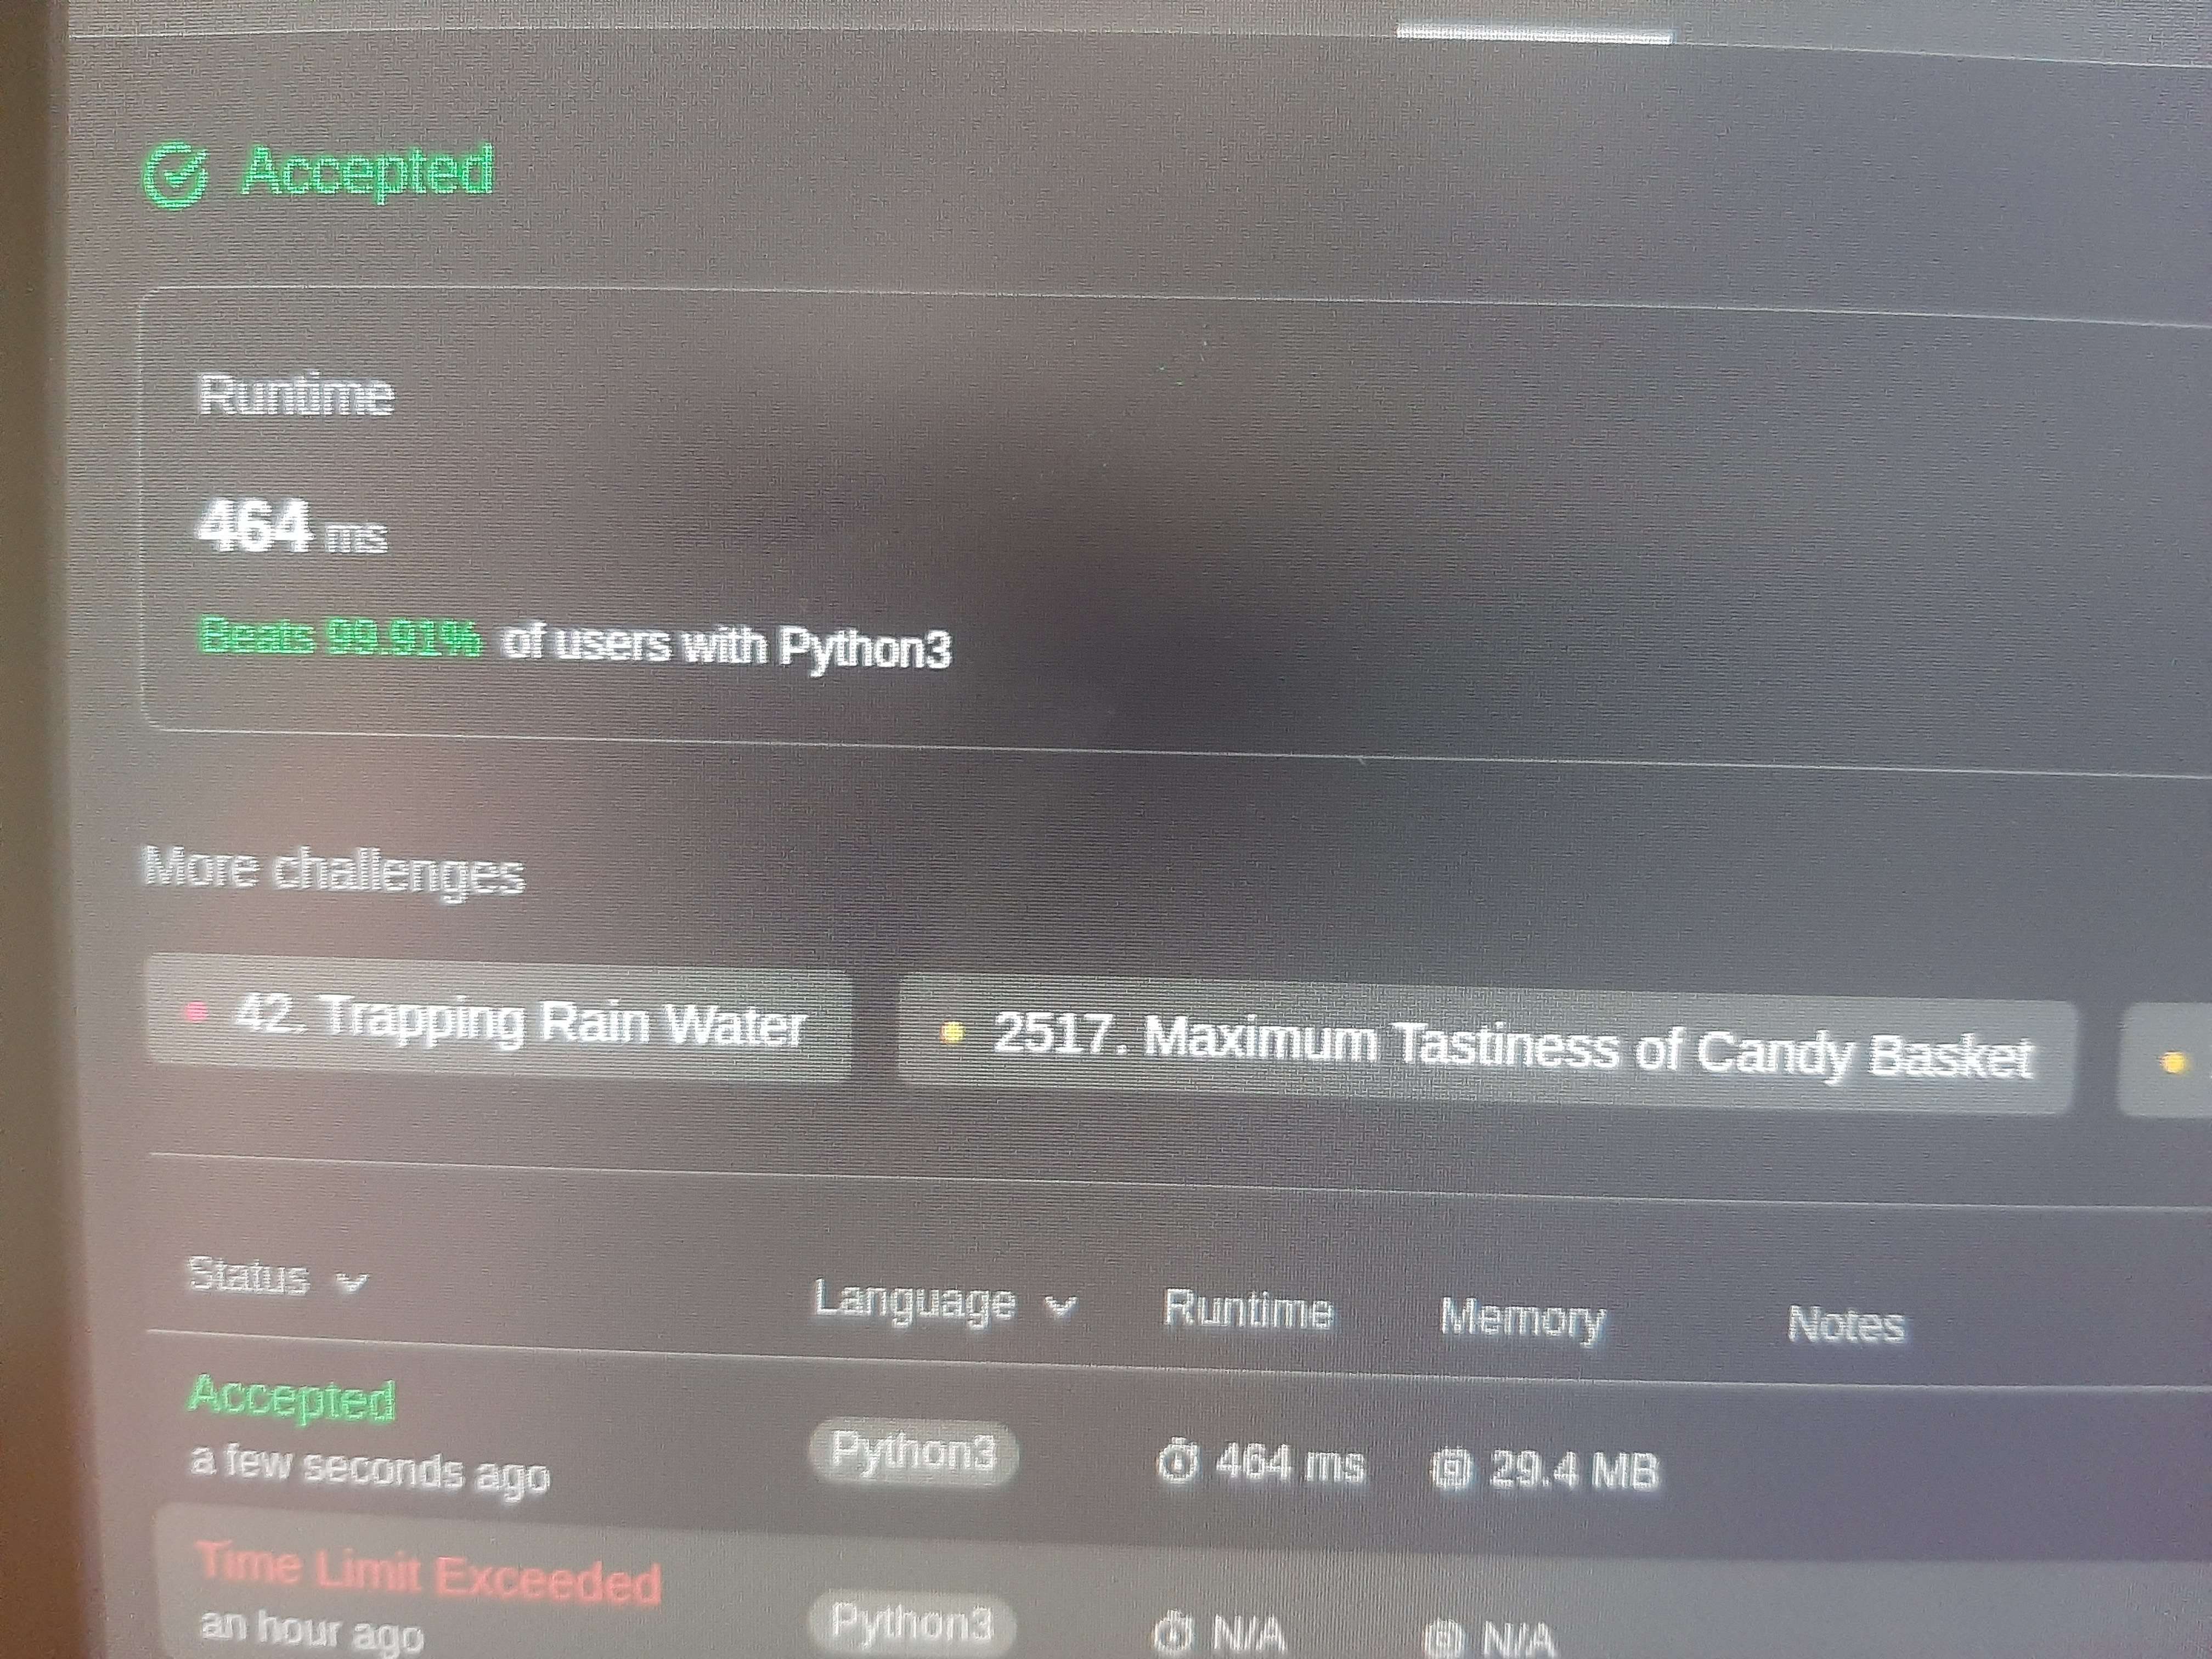 Accepted
Runtime
464 ms
Beats 99.91% of users with Python3
More challenges
42. Trapping Rain Water
2517. Maximum Tastiness of Candy Basket
Status Language Runtime Memory Notes
Accepted
a few seconds ago
Python3 464 ms 29.4 MB
Time Limit Exceeded
an hour ago
Python3 N/A N/A